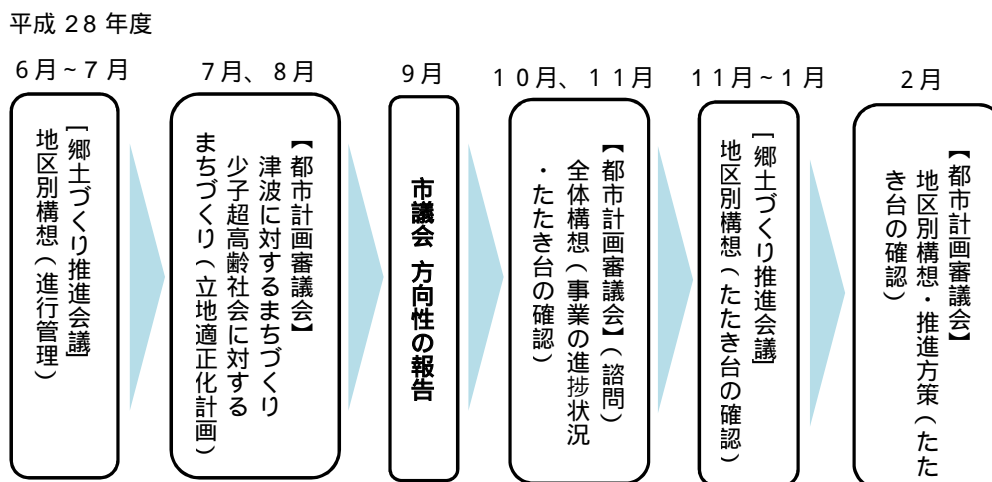 平成 28 年度
6月~7月
[郷土づくり推進会議]
地区別構想(進行管理)
7月、8月
【都市計画審議会】
津波に対するまちづくり
少子超高齢社会に対する
まちづくり(立地適正化計画)
9月
市議会 方向性の報告
10月、11月
【都市計画審議会】(諮問)
全体構想(事業の進捗状況
・たたき台の確認)
11月~1月
[郷土づくり推進会議]
地区別構想(たたき台の確認)
2月
【都市計画審議会】
地区別構想・推進方策(たた
き台の確認)